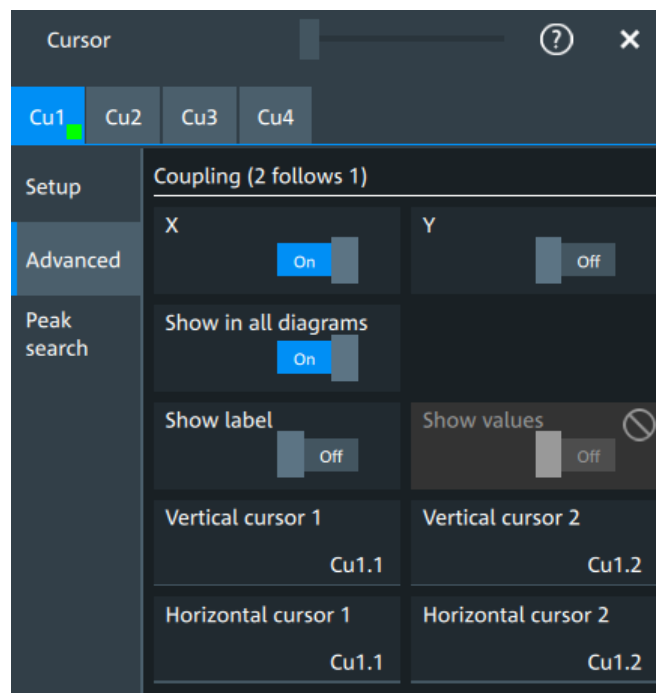 Cursor
?
Cu1 Cu2 Cu3 Cu4
Setup
Advanced
Peak
search
Coupling (2 follows 1)
X
On
Y
Off
Show in all diagrams
On
Show label
Off
Show values
Off
Vertical cursor 1
Cu1.1
Vertical cursor 2
Cu1.2
Horizontal cursor 1
Cu1.1
Horizontal cursor 2
Cu1.2